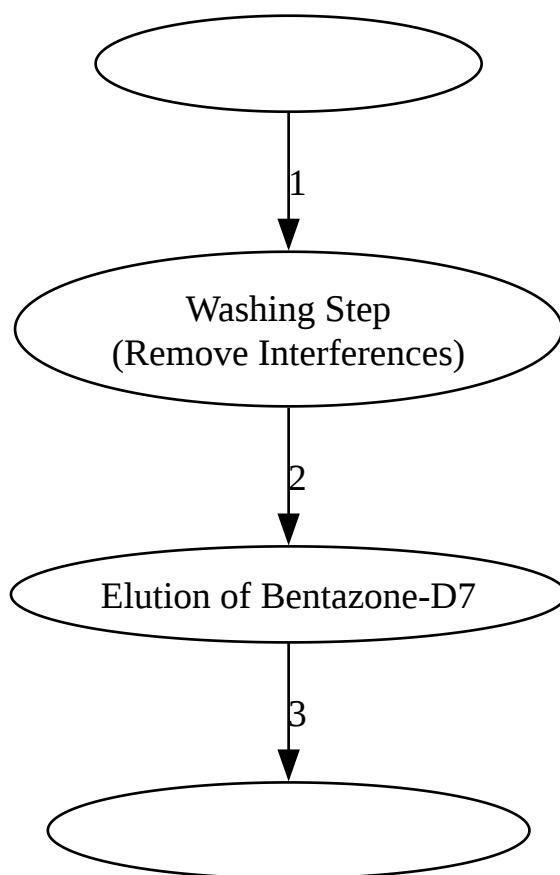 1
Washing Step
(Remove Interferences)
2
Elution of Bentazone-D7
3